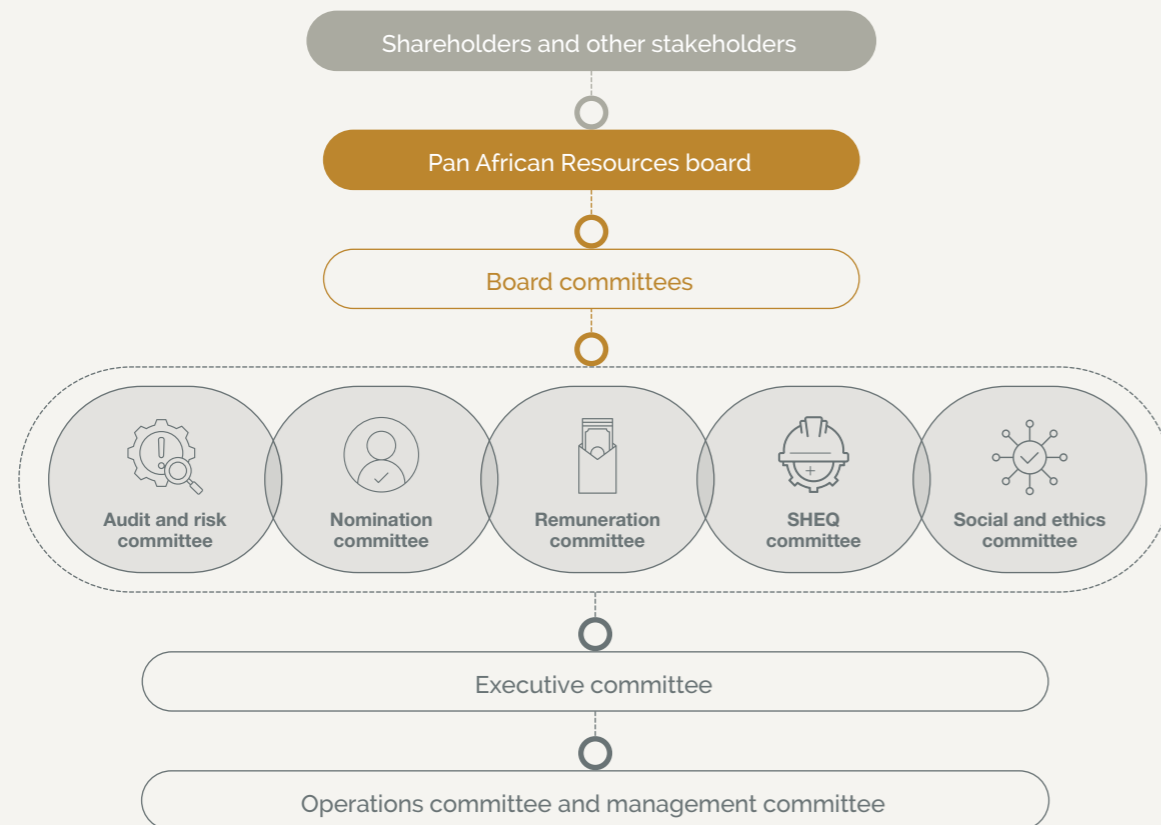 Shareholders and other stakeholders
Pan African Resources board
Board committees
Audit and risk
committee
Nomination
committee
Remuneration
committee
SHEQ
committee
Social and ethics
committee
Executive committee
Operations committee and management committee